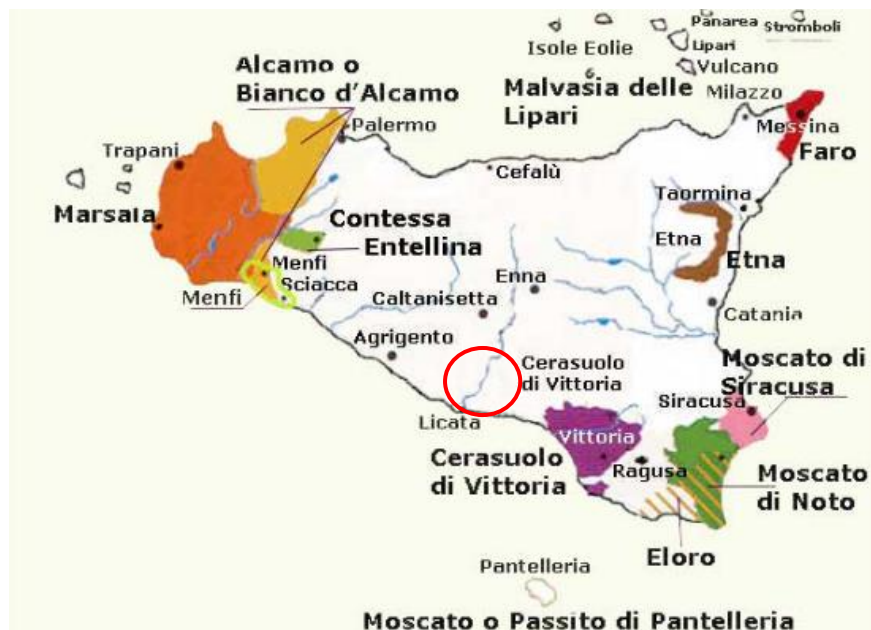 Panarea
Stromboli
Isole Eolie
Lipari
Vulcano
Alcamo o
Bianco d'Alcamo
Malvasia delle
Lipari
Milazzo
Messina
Faro
Palermo
Trapani
Cefalù
Taormina
Marsala
Contessa
Entellina
Etna
Etna
Menfi
Sciacca
Menfi
Enna
Caltanisetta
Catania
Agrigento
Cerasuolo
di Vittoria
Moscato di
Siracusa
Siracusa
Licata
Vittoria
Cerasuolo
di Vittoria
Ragusa
Moscato
di Noto
Eloro
Pantelleria
Moscato o Passito di Pantelleria